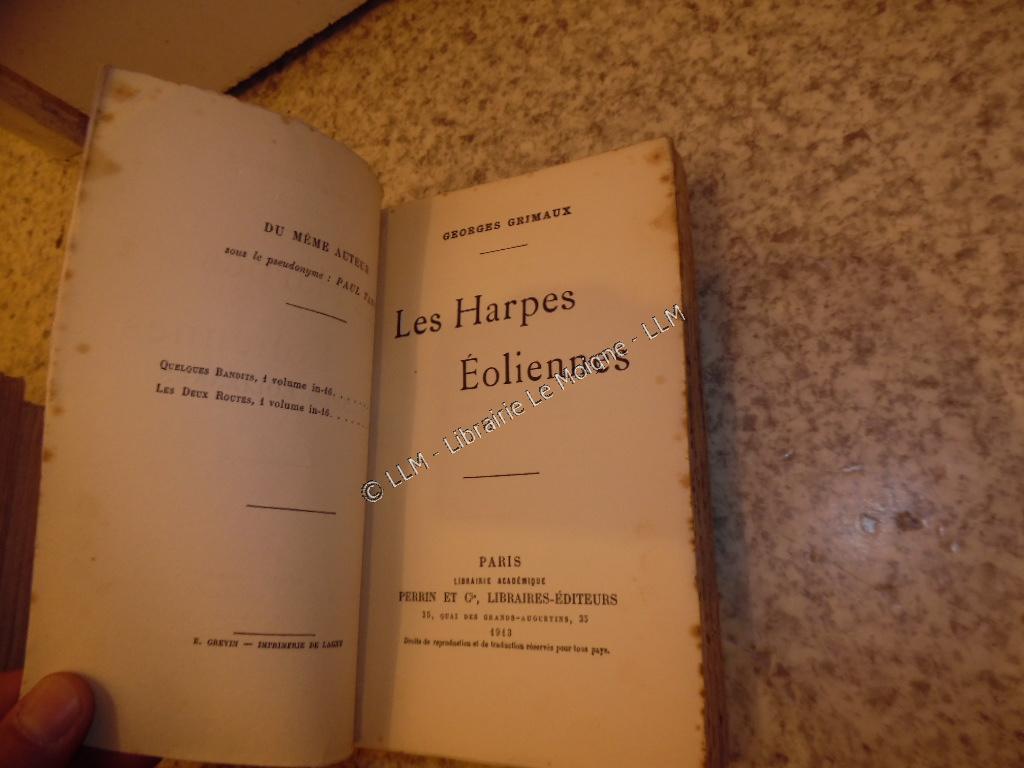 DU MÊME AUTEUR
sous le pseudonyme : PAUL
QUELQUES BANDITS, 1 volume in-16. . . . . .
LES DEUX ROUTES, 1 volume in-16. . . . . .
E. GREVIN — IMPRIMERIE DE LAGNY
GEORGES GRIMAUX
Les Harpes
Éoliennes
PARIS
LIBRAIRIE ACADÉMIQUE
PERRIN ET Cie, LIBRAIRES-ÉDITEURS
35, QUAI DES GRANDS-AUGUSTINS, 35
1913
Droits de reproduction et de traduction réservés pour tous pays.
© LLM - Librairie Le Moigne - LLM